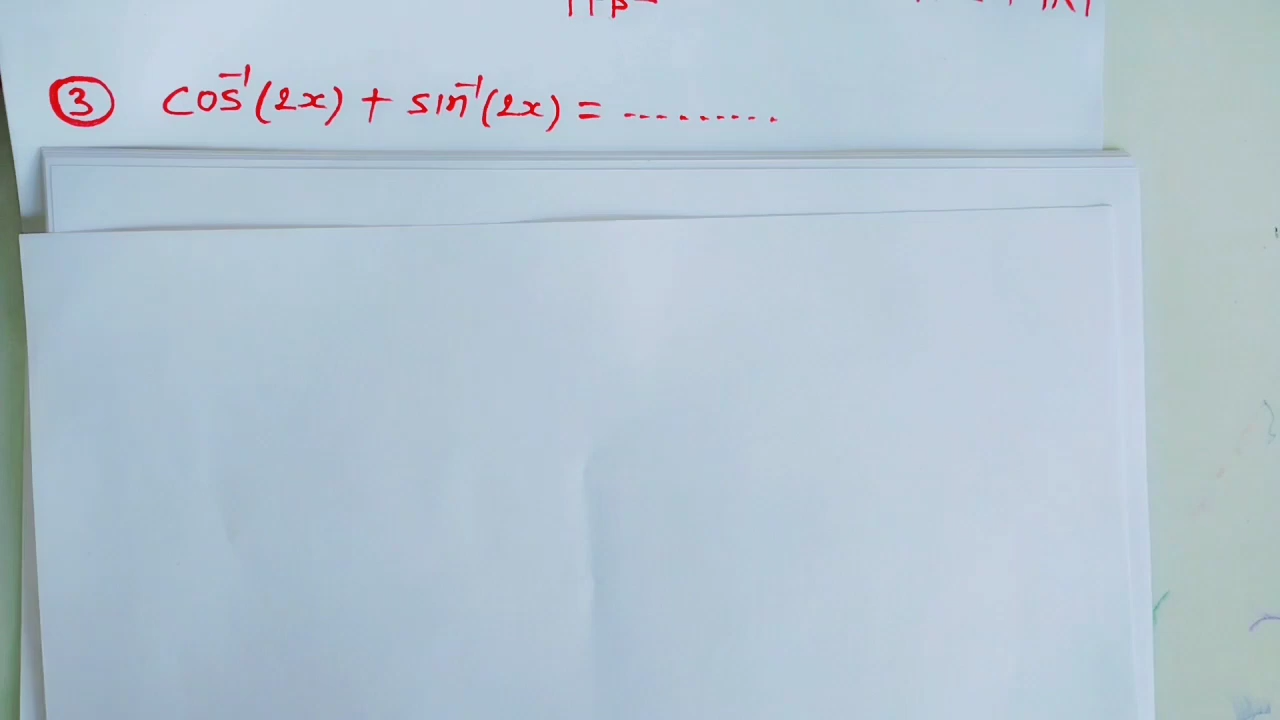 ③ cos⁻¹(2x) + sin⁻¹(2x) = .........